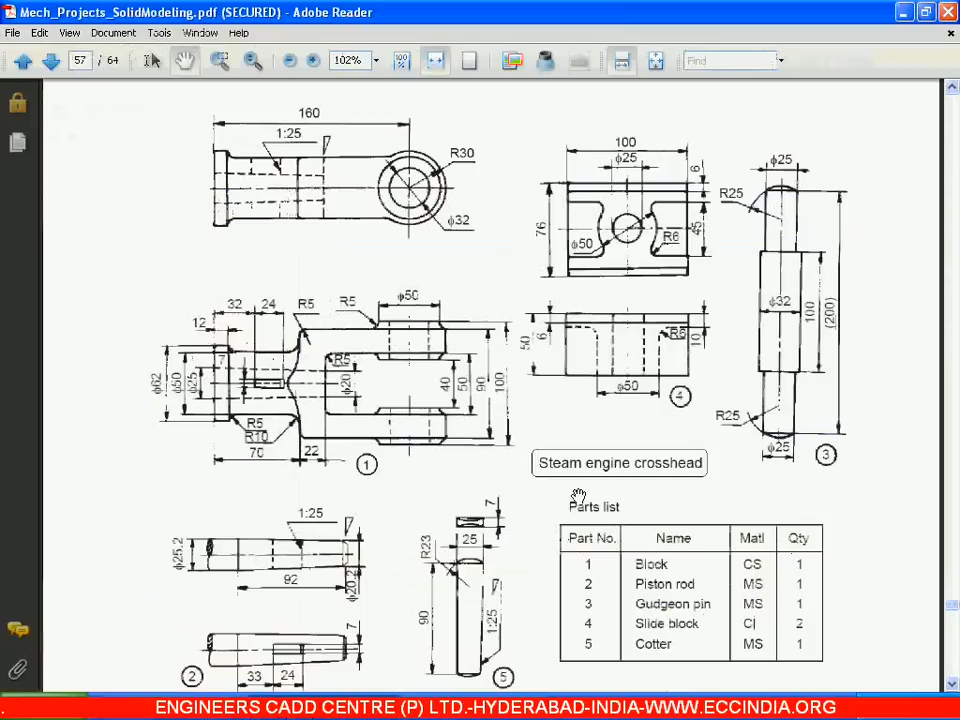 Mech_Projects_SolidModeling.pdf (SECURED) - Adobe Reader
File Edit View Document Tools Window Help
57 / 64 102% Find
160
1:25
R30
ϕ32
100
ϕ25
6
76
45
ϕ50
R6
ϕ25
R25
ϕ32
100
(200)
R25
ϕ25
3
32 24 R5 R5 ϕ50
12
7
R5
ϕ62
ϕ50
ϕ25
ϕ20
40
50
90
100
R5
R10
70
22
1
50
6
R6
10
ϕ50
4
Steam engine crosshead
1:25
ϕ25.2
92
ϕ20.2
7
33 24
2
7
25
R23
90
1:25
5
Parts list
Part No. Name Matl Qty
1 Block CS 1
2 Piston rod MS 1
3 Gudgeon pin MS 1
4 Slide block CI 2
5 Cotter MS 1
ENGINEERS CADD CENTRE (P) LTD.-HYDERABAD-INDIA-WWW.ECCINDIA.ORG